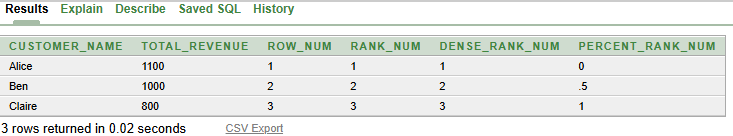 Results Explain Describe Saved SQL History
CUSTOMER_NAME TOTAL_REVENUE ROW_NUM RANK_NUM DENSE_RANK_NUM PERCENT_RANK_NUM
Alice 1100 1 1 1 0
Ben 1000 2 2 2 .5
Claire 800 3 3 3 1
3 rows returned in 0.02 seconds CSV Export